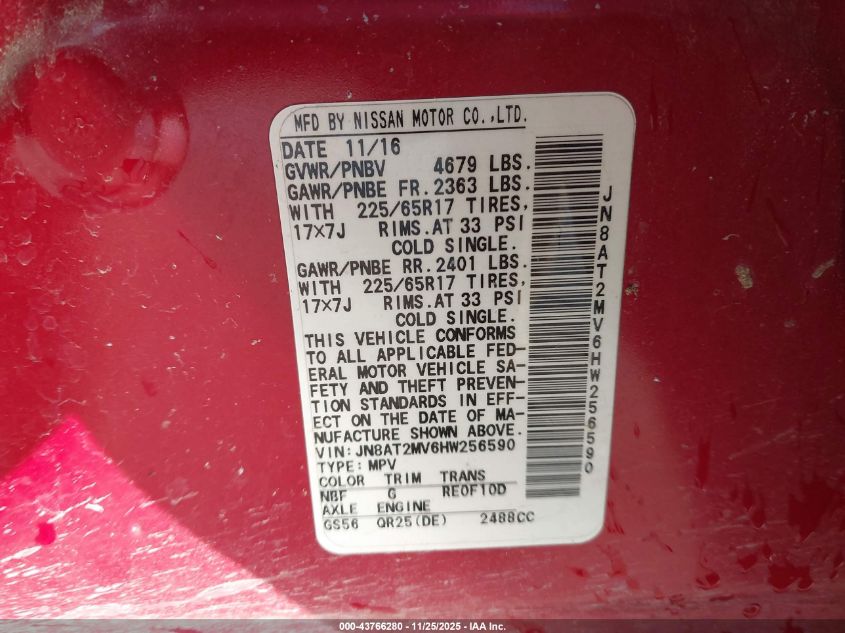 MFD BY NISSAN MOTOR CO.,LTD.
DATE 11/16
GVWR/PNBV 4679 LBS.
GAWR/PNBE FR.2363 LBS.
WITH 225/65R17 TIRES,
17×7J RIMS.AT 33 PSI
COLD SINGLE.
GAWR/PNBE RR.2401 LBS.
WITH 225/65R17 TIRES,
17×7J RIMS.AT 33 PSI
COLD SINGLE.
THIS VEHICLE CONFORMS
TO ALL APPLICABLE FED-
ERAL MOTOR VEHICLE SA-
FETY AND THEFT PREVEN-
TION STANDARDS IN EFF-
ECT ON THE DATE OF MA-
NUFACTURE SHOWN ABOVE.
VIN:JN8AT2MV6HW256590
TYPE:MPV
COLOR TRIM TRANS
NBF G RE0F10D
AXLE ENGINE
GS56 QR25(DE) 2488CC
JN8AT2MV6HW256590
000-43766280 - 11/25/2025 - IAA Inc.